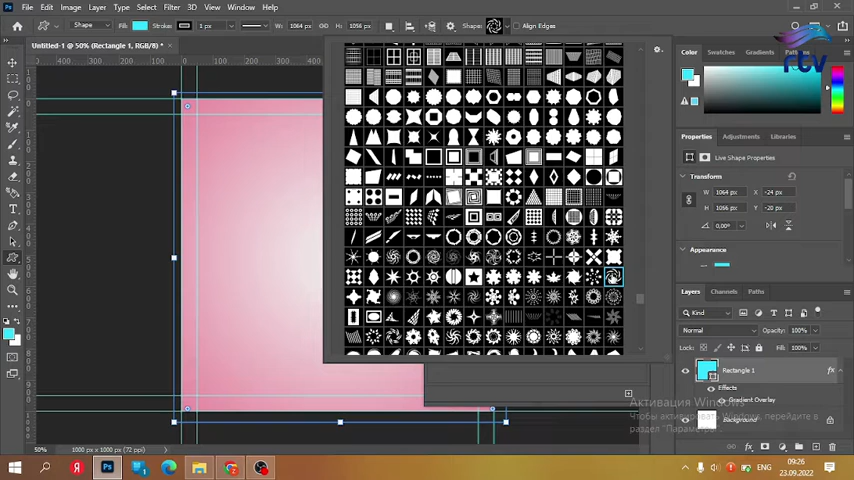 File Edit Image Layer Type Select Filter 3D View Window Help
Shape Fill: Stroke: 1 px W: 1064 px H: 1056 px Shape: Align Edges
Untitled-1 @ 50% (Rectangle 1, RGB/8) * ×
Color Swatches Gradients Patterns
rtv
Properties Adjustments Libraries
Live Shape Properties
Transform
W 1064 px X -24 px
H 1056 px Y -20 px
0,00°
Appearance
Layers Channels Paths
Kind
Normal Opacity: 100%
Lock: Fill: 100%
Rectangle 1 fx
Effects
Gradient Overlay
Background
Активация Windows
Чтобы активировать Windows, перейдите в
раздел "Параметры".
50% 1000 px x 1000 px (72 ppi)
ENG
09:26
23.09.2022